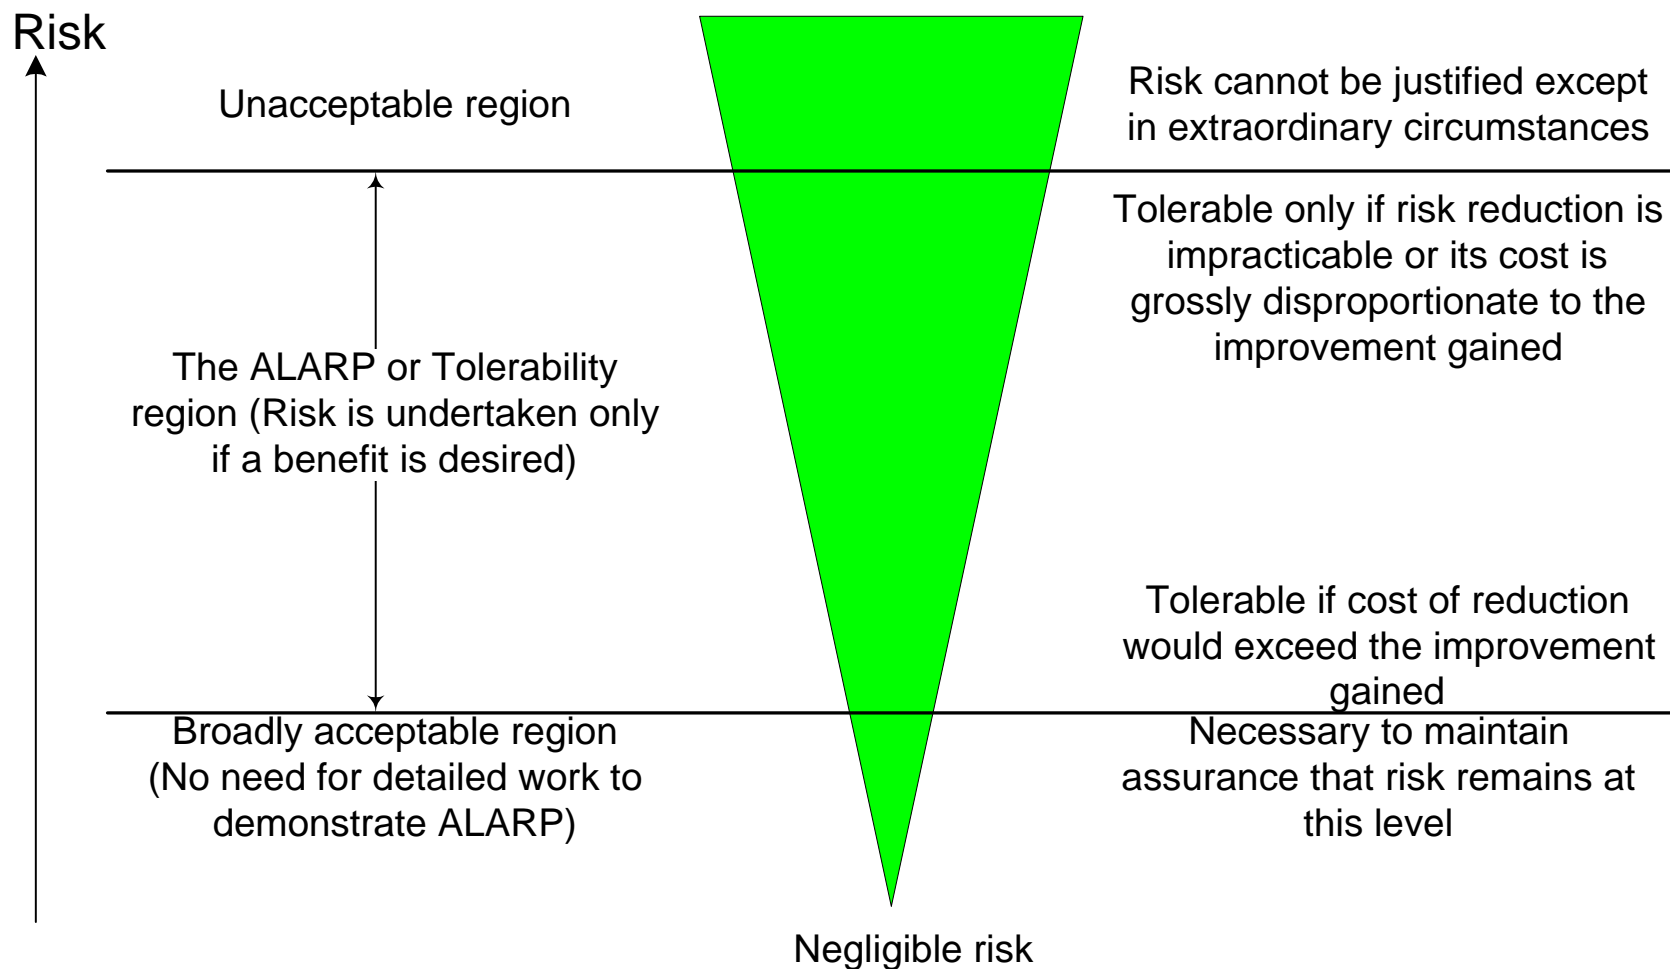 Risk
Unacceptable region
Risk cannot be justified except
in extraordinary circumstances
Tolerable only if risk reduction is
impracticable or its cost is
grossly disproportionate to the
improvement gained
The ALARP or Tolerability
region (Risk is undertaken only
if a benefit is desired)
Tolerable if cost of reduction
would exceed the improvement
gained
Broadly acceptable region
(No need for detailed work to
demonstrate ALARP)
Necessary to maintain
assurance that risk remains at
this level
Negligible risk